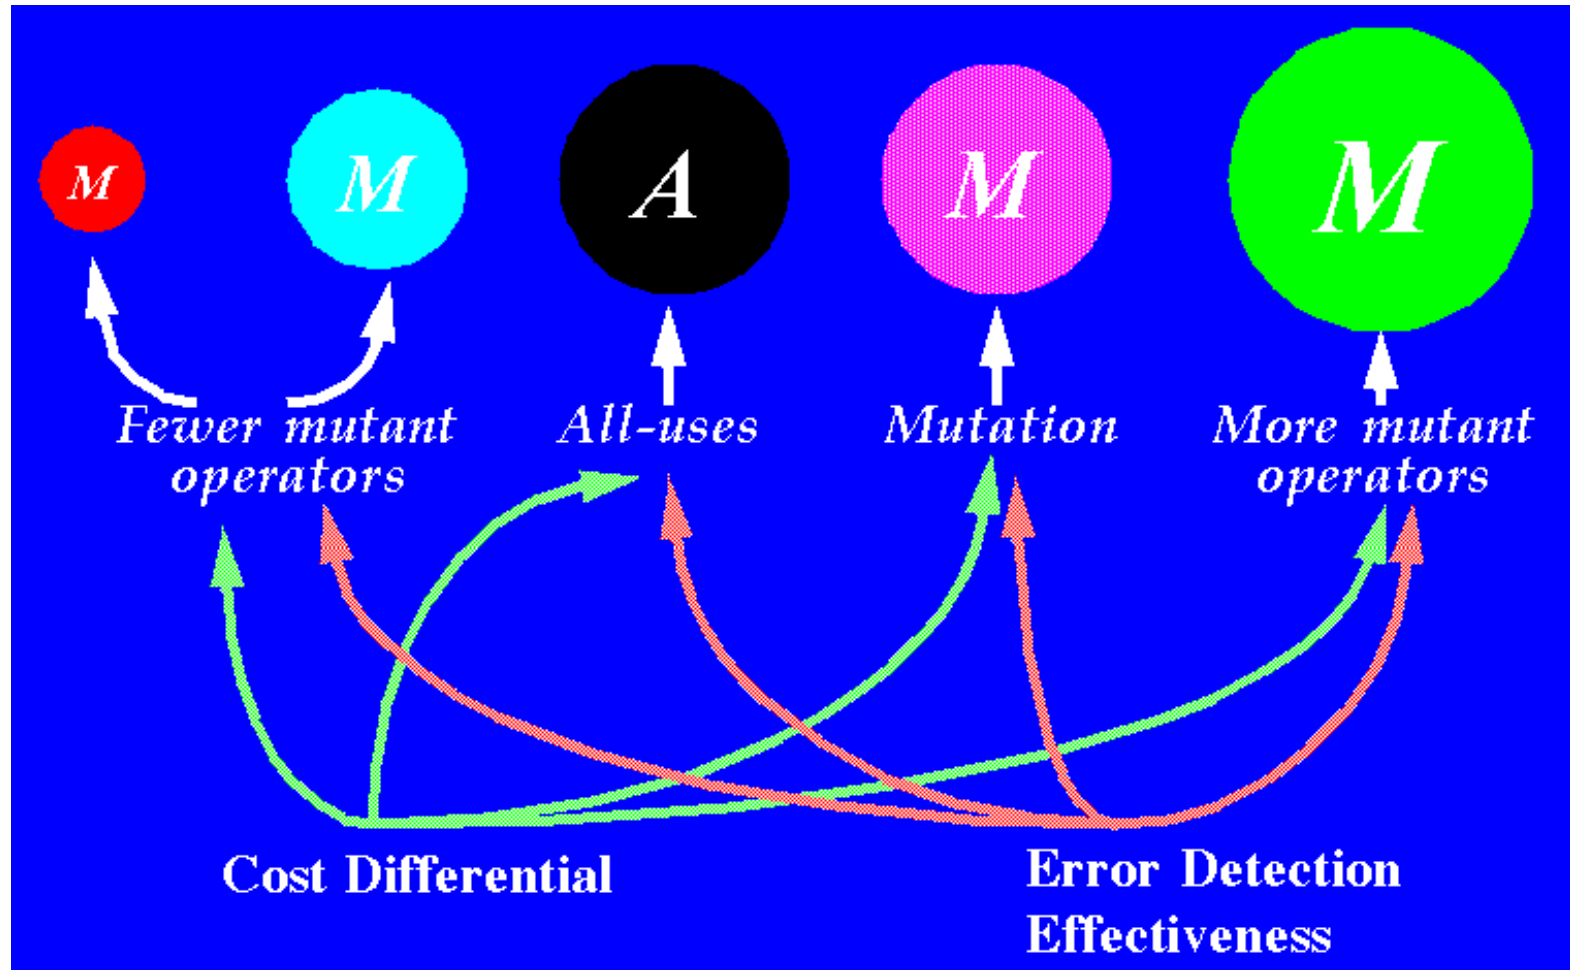 M
M
A
M
M
Fewer mutant
operators
All-uses
Mutation
More mutant
operators
Cost Differential
Error Detection
Effectiveness